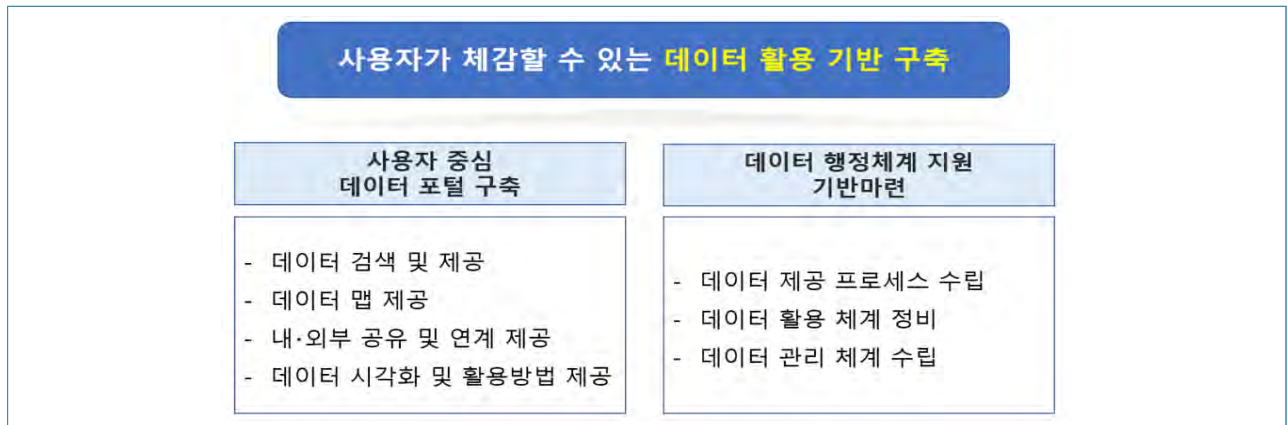 사용자가 체감할 수 있는 데이터 활용 기반 구축
사용자 중심
데이터 포털 구축
- 데이터 검색 및 제공
- 데이터 맵 제공
- 내·외부 공유 및 연계 제공
- 데이터 시각화 및 활용방법 제공
데이터 행정체계 지원
기반마련
- 데이터 제공 프로세스 수립
- 데이터 활용 체계 정비
- 데이터 관리 체계 수립